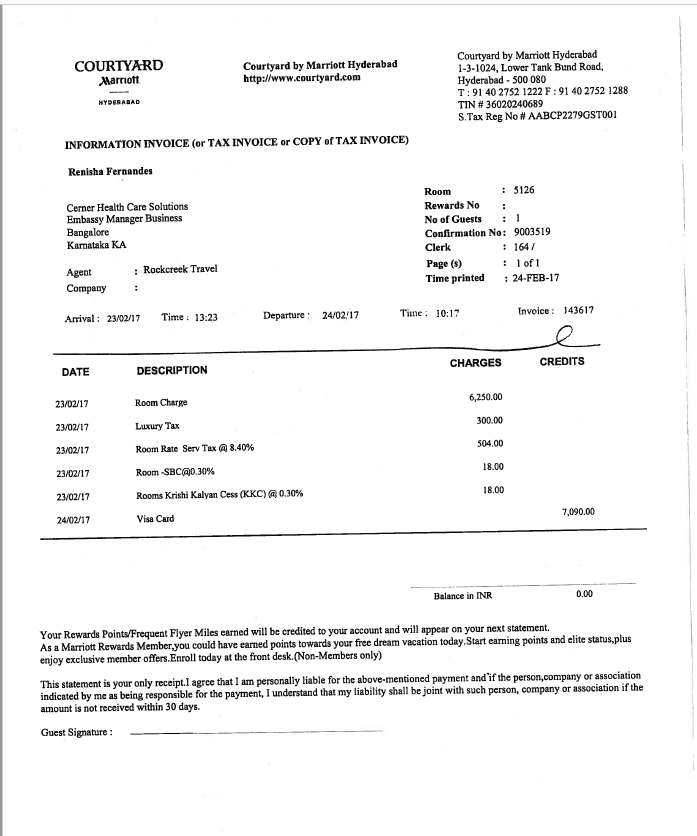 COURTYARD
Marriott
HYDERABAD
Courtyard by Marriott Hyderabad
http://www.courtyard.com
Courtyard by Marriott Hyderabad
1-3-1024, Lower Tank Bund Road,
Hyderabad - 500 080
T : 91 40 2752 1222 F : 91 40 2752 1288
TIN # 36020240689
S.Tax Reg No # AABCP2279GST001
INFORMATION INVOICE (or TAX INVOICE or COPY of TAX INVOICE)
Renisha Fernandes
Cerner Health Care Solutions
Embassy Manager Business
Bangalore
Karnataka KA
Agent : Rockcreek Travel
Company :
Room : 5126
Rewards No :
No of Guests : 1
Confirmation No : 9003519
Clerk : 164 /
Page (s) : 1 of 1
Time printed : 24-FEB-17
Arrival : 23/02/17 Time : 13:23 Departure : 24/02/17 Time : 10:17 Invoice : 143617
DATE DESCRIPTION CHARGES CREDITS
23/02/17 Room Charge 6,250.00
23/02/17 Luxury Tax 300.00
23/02/17 Room Rate Serv Tax @ 8.40% 504.00
23/02/17 Room -SBC@0.30% 18.00
23/02/17 Rooms Krishi Kalyan Cess (KKC) @ 0.30% 18.00
24/02/17 Visa Card 7,090.00
Balance in INR 0.00
Your Rewards Points/Frequent Flyer Miles earned will be credited to your account and will appear on your next statement.
As a Marriott Rewards Member,you could have earned points towards your free dream vacation today.Start earning points and elite status,plus
enjoy exclusive member offers.Enroll today at the front desk.(Non-Members only)
This statement is your only receipt.I agree that I am personally liable for the above-mentioned payment and if the person,company or association
indicated by me as being responsible for the payment, I understand that my liability shall be joint with such person, company or association if the
amount is not received within 30 days.
Guest Signature :